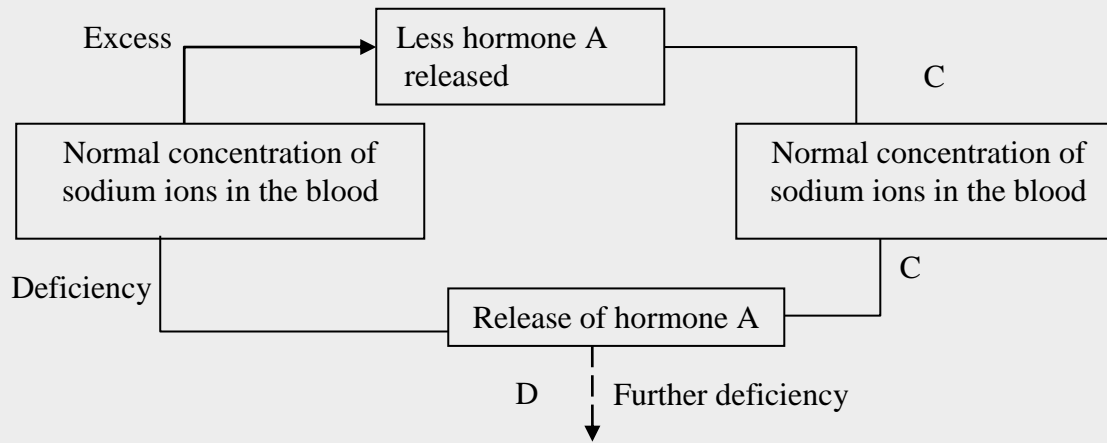 Excess
Less hormone A
released
C
Normal concentration of
sodium ions in the blood
Normal concentration of
sodium ions in the blood
Deficiency
C
Release of hormone A
D
Further deficiency